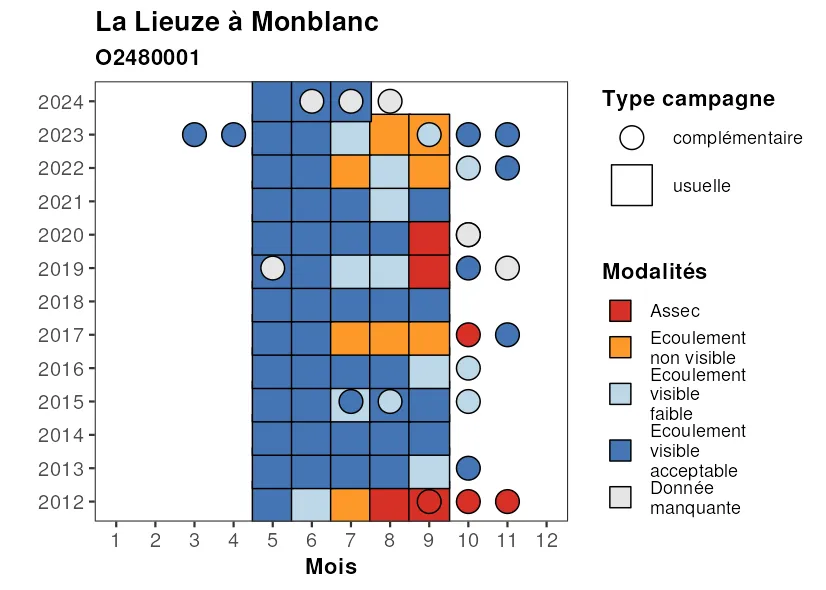 La Lieuze à Monblanc
O2480001
2024
2023
2022
2021
2020
2019
2018
2017
2016
2015
2014
2013
2012
1 2 3 4 5 6 7 8 9 10 11 12
Mois
Type campagne
complémentaire
usuelle
Modalités
Assec
Ecoulement
non visible
Ecoulement
visible
faible
Ecoulement
visible
acceptable
Donnée
manquante